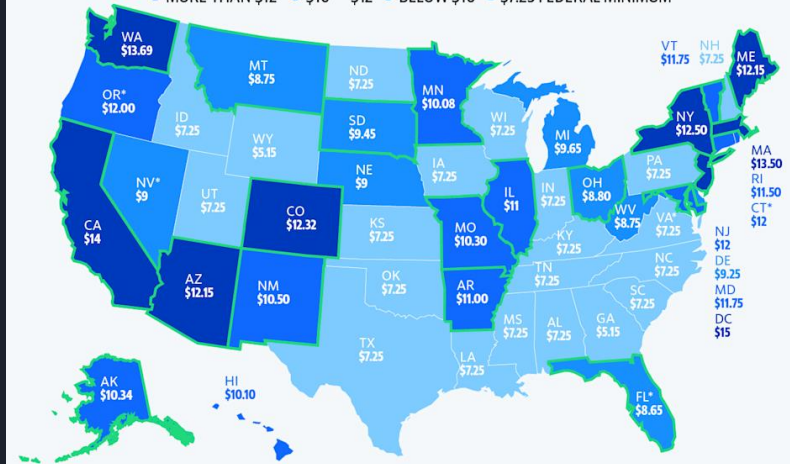 WA
$13.69
OR*
$12.00
CA
$14
NV*
$9
ID
$7.25
MT
$8.75
WY
$5.15
UT
$7.25
AZ
$12.15
CO
$12.32
NM
$10.50
ND
$7.25
SD
$9.45
NE
$9
KS
$7.25
OK
$7.25
TX
$7.25
MN
$10.08
IA
$7.25
MO
$10.30
AR
$11.00
LA
$7.25
WI
$7.25
IL
$11
MI
$9.65
IN
$7.25
OH
$8.80
KY
$7.25
TN
$7.25
MS
$7.25
AL
$7.25
GA
$5.15
FL*
$8.65
SC
$7.25
NC
$7.25
VA*
$7.25
WV
$8.75
PA
$7.25
NY
$12.50
VT
$11.75
NH
$7.25
ME
$12.15
MA
$13.50
RI
$11.50
CT*
$12
NJ
$12
DE
$9.25
MD
$11.75
DC
$15
AK
$10.34
HI
$10.10